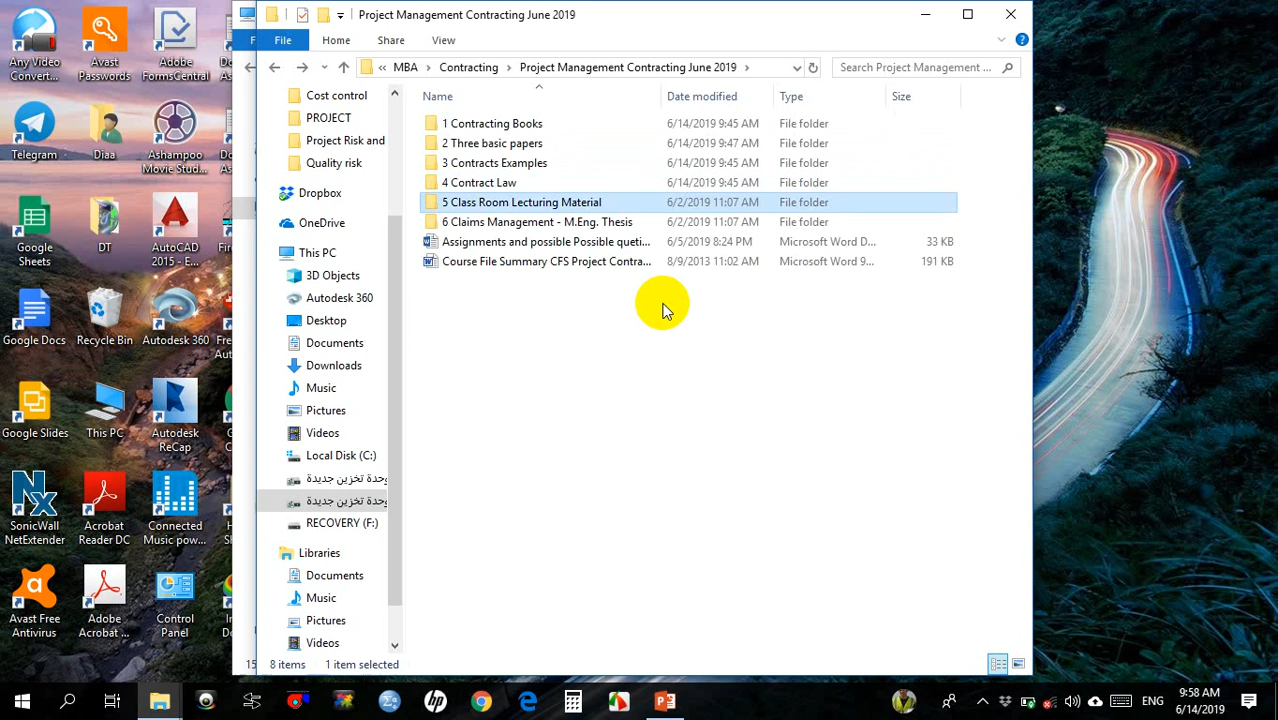 Any Video
Convert...
Avast
Passwords
Adobe
FormsCentral
Telegram
Diaa
Ashampoo
Movie Stud...
Google
Sheets
DT
AutoCAD
2015 - E...
Google Docs
Recycle Bin
Autodesk 360
Google Slides
This PC
Autodesk
ReCap
SonicWall
NetExtender
Acrobat
Reader DC
Connected
Music pow...
Avast Free
Antivirus
Adobe
Acrobat ...
Control
Panel
Project Management Contracting June 2019
File
Home
Share
View
MBA
Contracting
Project Management Contracting June 2019
Search Project Management ...
Name
Date modified
Type
Size
Cost control
PROJECT
Project Risk and
Quality risk
Dropbox
OneDrive
This PC
3D Objects
Autodesk 360
Desktop
Documents
Downloads
Music
Pictures
Videos
Local Disk (C:)
وحدة تخزين جديدة
وحدة تخزين جديدة
RECOVERY (F:)
Libraries
Documents
Music
Pictures
Videos
1 Contracting Books 6/14/2019 9:45 AM File folder
2 Three basic papers 6/14/2019 9:47 AM File folder
3 Contracts Examples 6/14/2019 9:45 AM File folder
4 Contract Law 6/14/2019 9:45 AM File folder
5 Class Room Lecturing Material 6/2/2019 11:07 AM File folder
6 Claims Management - M.Eng. Thesis 6/2/2019 11:07 AM File folder
Assignments and possible Possible queti... 6/5/2019 8:24 PM Microsoft Word D... 33 KB
Course File Summary CFS Project Contra... 8/9/2013 11:02 AM Microsoft Word 9... 191 KB
8 items 1 item selected
ENG
9:58 AM
6/14/2019